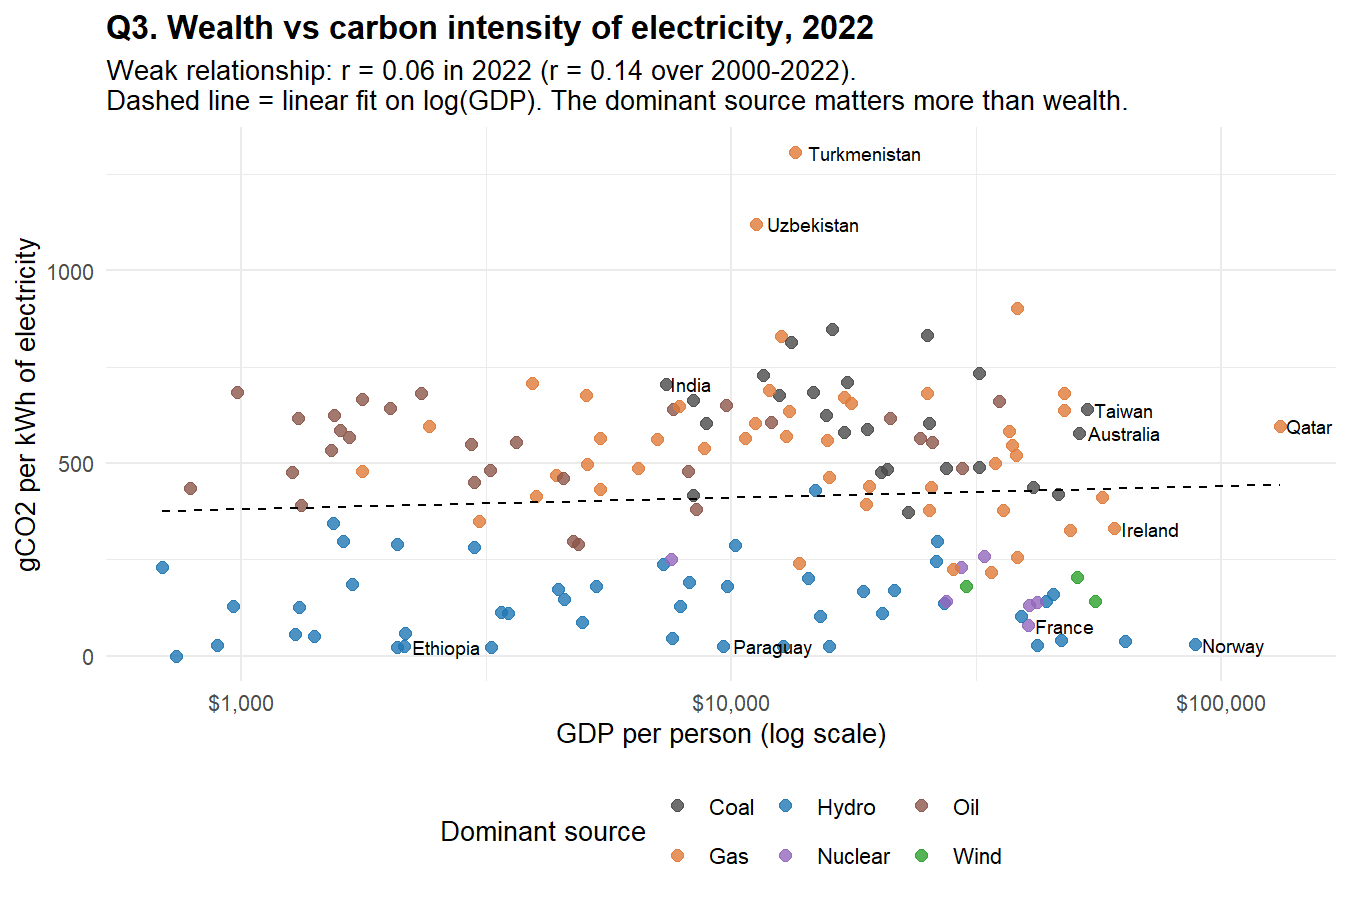 Q3. Wealth vs carbon intensity of electricity, 2022
Weak relationship: r = 0.06 in 2022 (r = 0.14 over 2000-2022).
Dashed line = linear fit on log(GDP). The dominant source matters more than wealth.
gCO2 per kWh of electricity
1000
500
0
Turkmenistan
Uzbekistan
India
Taiwan
Australia
Qatar
Ireland
France
Ethiopia
Paraguay
Norway
$1,000
$10,000
$100,000
GDP per person (log scale)
Dominant source
Coal
Hydro
Oil
Gas
Nuclear
Wind